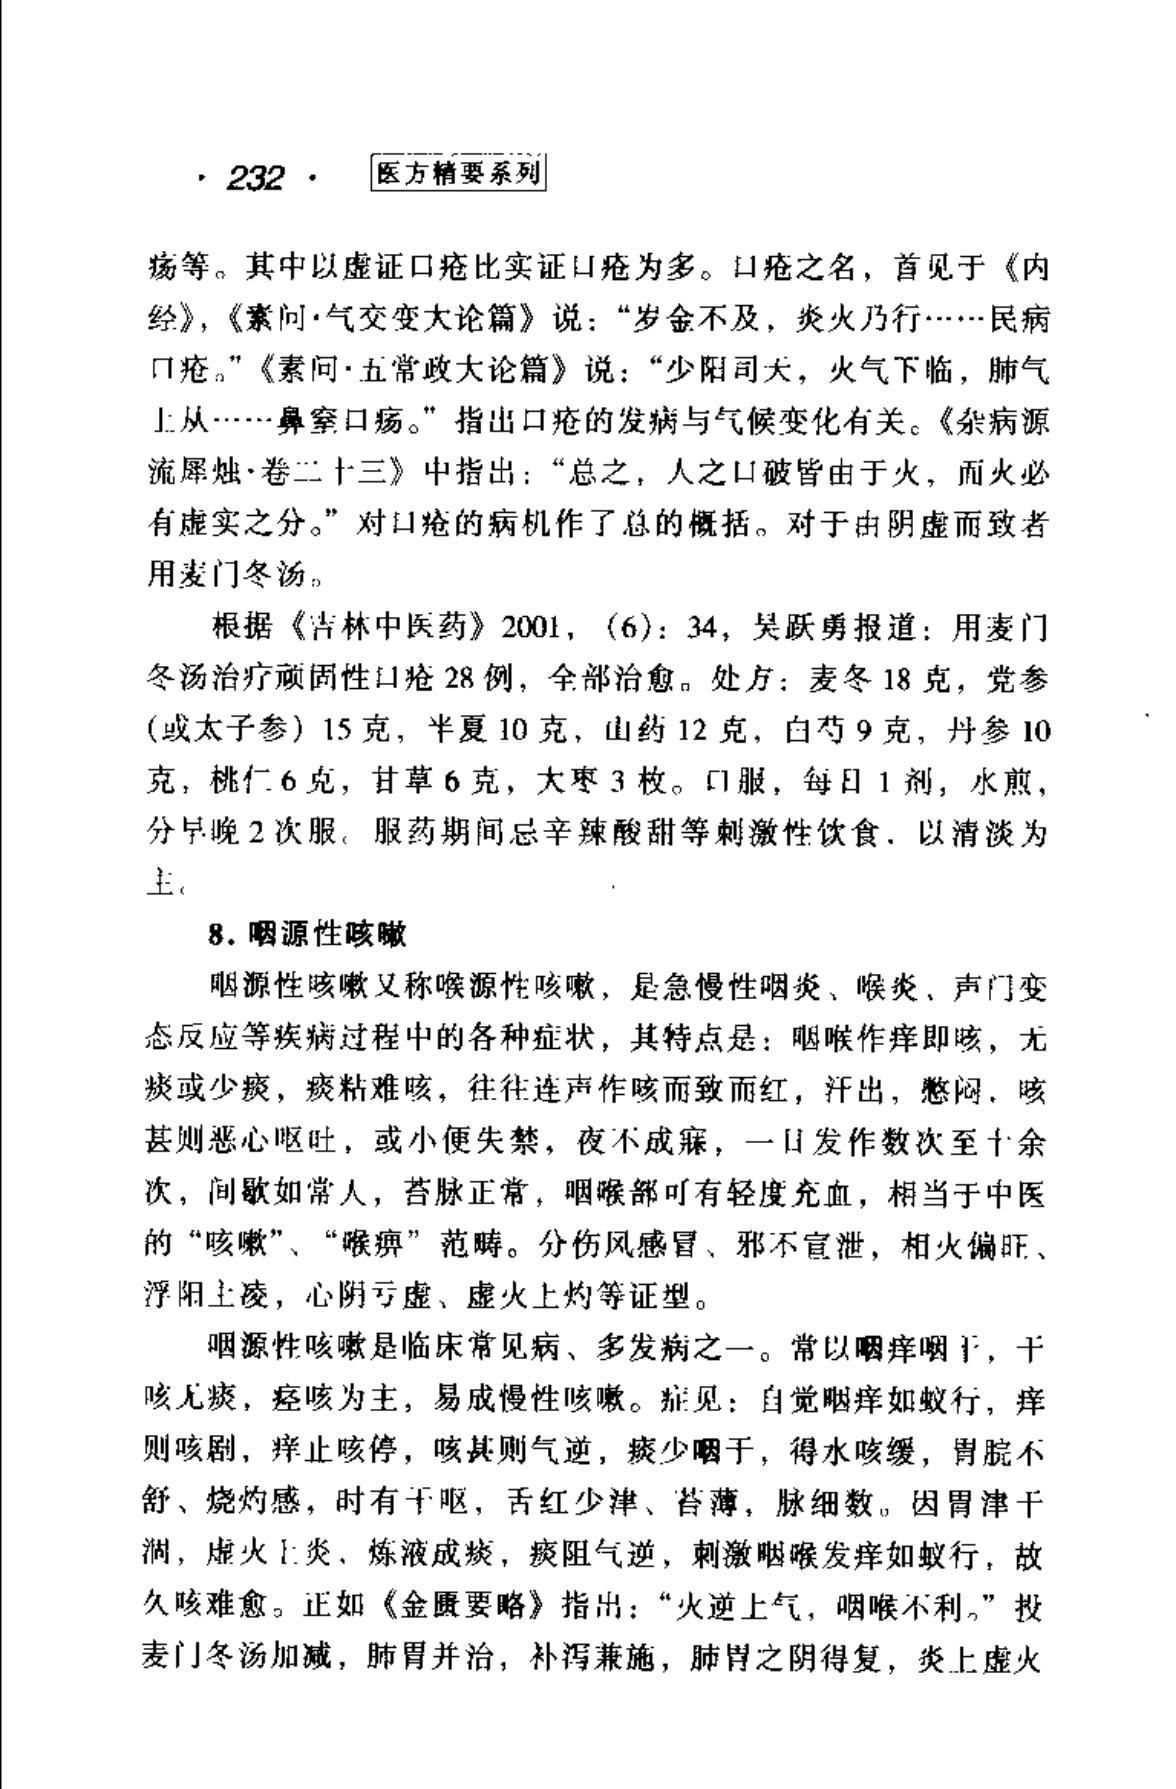 · 232 · 医方精要系列
疡等。其中以虚证口疮比实证口疮为多。口疮之名，首见于《内
经》，《素问·气交变大论篇》说：“岁金不及，炎火乃行……民病
口疮。”《素问·五常政大论篇》说：“少阳司天，火气下临，肺气
上从……鼻窒口疡。”指出口疮的发病与气候变化有关。《杂病源
流犀烛·卷二十三》中指出：“总之，人之口破皆由于火，而火必
有虚实之分。”对口疮的病机作了总的概括。对于由阴虚而致者
用麦门冬汤。
根据《吉林中医药》2001，（6）：34，吴跃勇报道：用麦门
冬汤治疗顽固性口疮 28 例，全部治愈。处方：麦冬 18 克，党参
（或太子参）15 克，半夏 10 克，山药 12 克，白芍 9 克，丹参 10
克，桃仁 6 克，甘草 6 克，大枣 3 枚。口服，每日 1 剂，水煎，
分早晚 2 次服。服药期间忌辛辣酸甜等刺激性饮食，以清淡为
主。
8. 咽源性咳嗽
咽源性咳嗽又称喉源性咳嗽，是急慢性咽炎、喉炎、声门变
态反应等疾病过程中的各种症状，其特点是：咽喉作痒即咳，无
痰或少痰，痰粘难咳，往往连声作咳而致而红，汗出，憋闷，咳
甚则恶心呕吐，或小便失禁，夜不成寐，一日发作数次至十余
次，间歇如常人，苔脉正常，咽喉部可有轻度充血，相当于中医
的“咳嗽”、“喉痹”范畴。分伤风感冒、邪不宣泄，相火偏旺、
浮阳上凌，心阴亏虚、虚火上灼等证型。
咽源性咳嗽是临床常见病、多发病之一。常以咽痒咽干，干
咳无痰，痉咳为主，易成慢性咳嗽。症见：自觉咽痒如蚁行，痒
则咳剧，痒止咳停，咳甚则气逆，痰少咽干，得水咳缓，胃脘不
舒、烧灼感，时有干呕，舌红少津、苔薄，脉细数。因胃津干
涸，虚火上炎、炼液成痰，痰阻气逆，刺激咽喉发痒如蚁行，故
久咳难愈。正如《金匮要略》指出：“火逆上气，咽喉不利。”投
麦门冬汤加减，肺胃并治，补泻兼施，肺胃之阴得复，炎上虚火